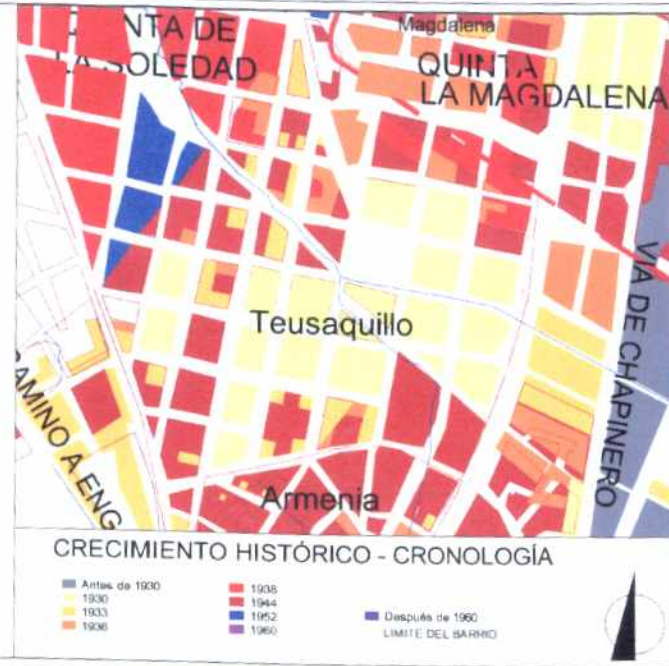 NTA DE
LA SOLEDAD
Magdalena
QUINTA
LA MAGDALENA
VIA DE CHAPINERO
Teusaquillo
AMINO A ENG
Armenia
CRECIMIENTO HISTÓRICO - CRONOLOGÍA
Antes de 1930
1930
1933
1936
1938
1944
1952
1960
Después de 1960
LIMITE DEL BARRIO